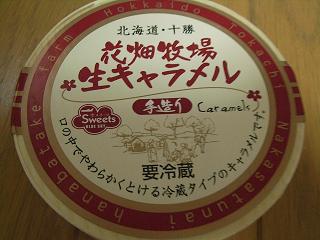 北海道・十勝
花畑牧場
生キャラメル
手造り Caramels
Sweets
要冷蔵
口の中でやわらかくとける冷蔵タイプのキャラメルです。
hanabatake farm Hokkaido Tokachi Nakasatsunai